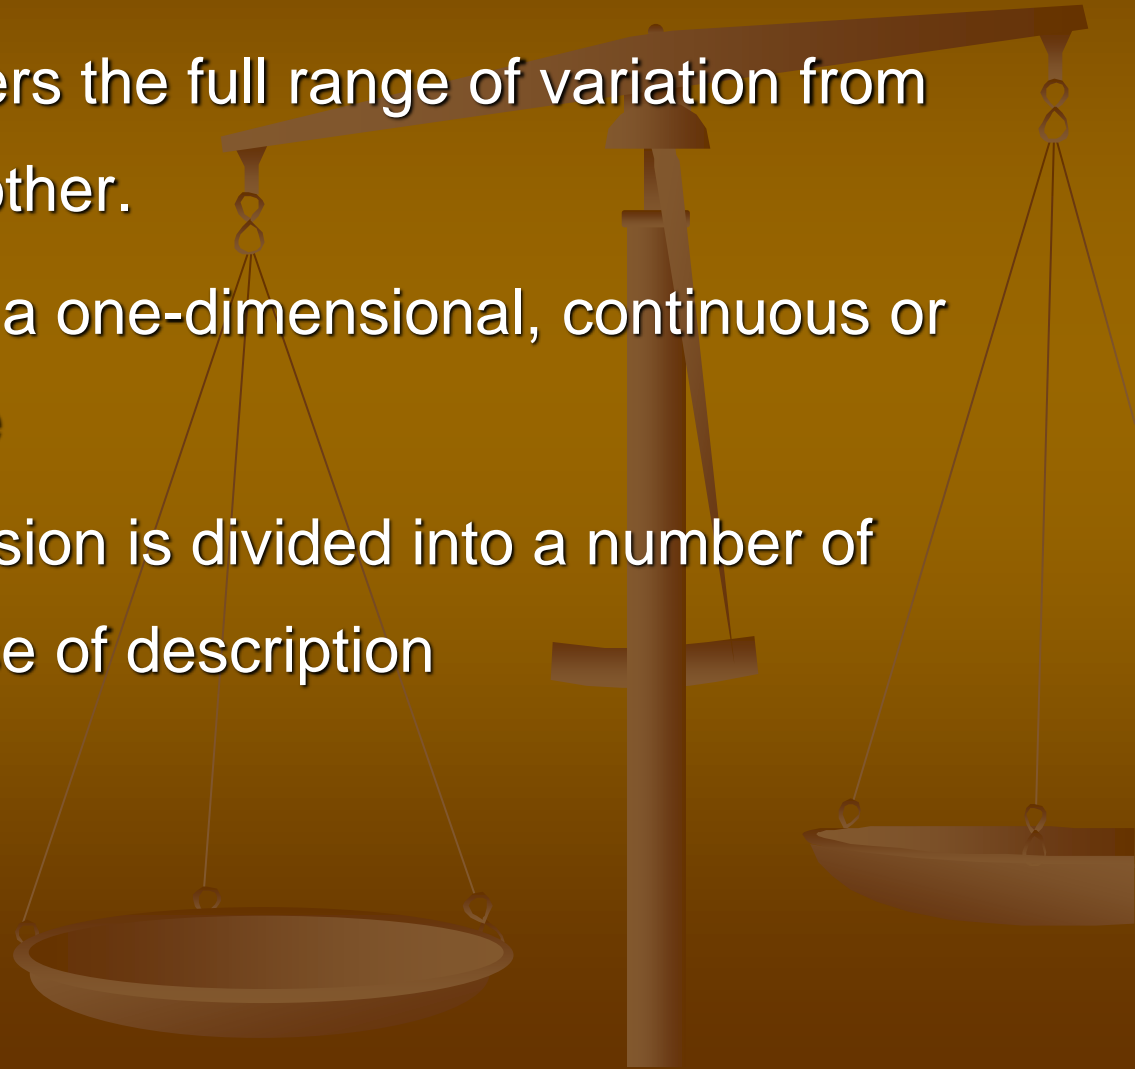 ers the full range of variation from
other.
a one-dimensional, continuous or
sion is divided into a number of
e of description